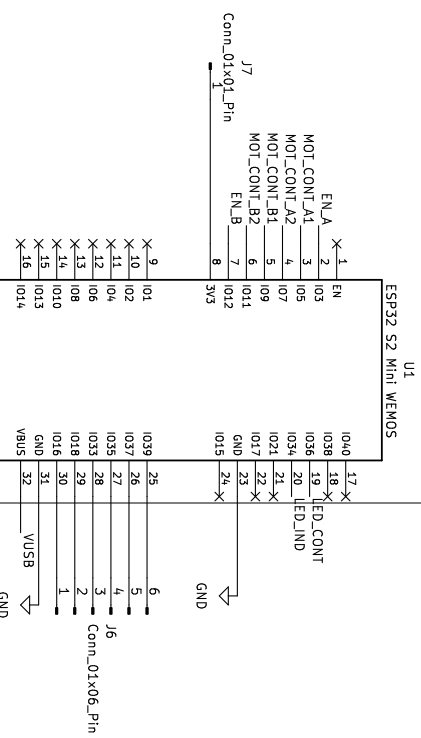 U1
ESP32 S2 Mini WEMOS
J7
Conn_01x01_Pin
1
EN_A
MOT_CONT_A1
MOT_CONT_A2
MOT_CONT_B1
MOT_CONT_B2
EN_B
1 EN
2 IO3
3 IO5
4 IO7
5 IO9
6 IO11
7 IO12
8 3V3
9 IO1
10 IO2
11 IO4
12 IO6
13 IO8
14 IO10
15 IO13
16 IO14
IO40 17
IO38 18
IO36 19 LED_CONT
IO34 20 LED_IND
IO21 21
IO17 22
GND 23
IO15 24
GND
IO39 25 6
IO37 26 5
IO35 27 4
IO33 28 3
IO18 29 2
IO16 30 1
GND 31
VBUS 32 VUSB
J6
Conn_01x06_Pin
GND